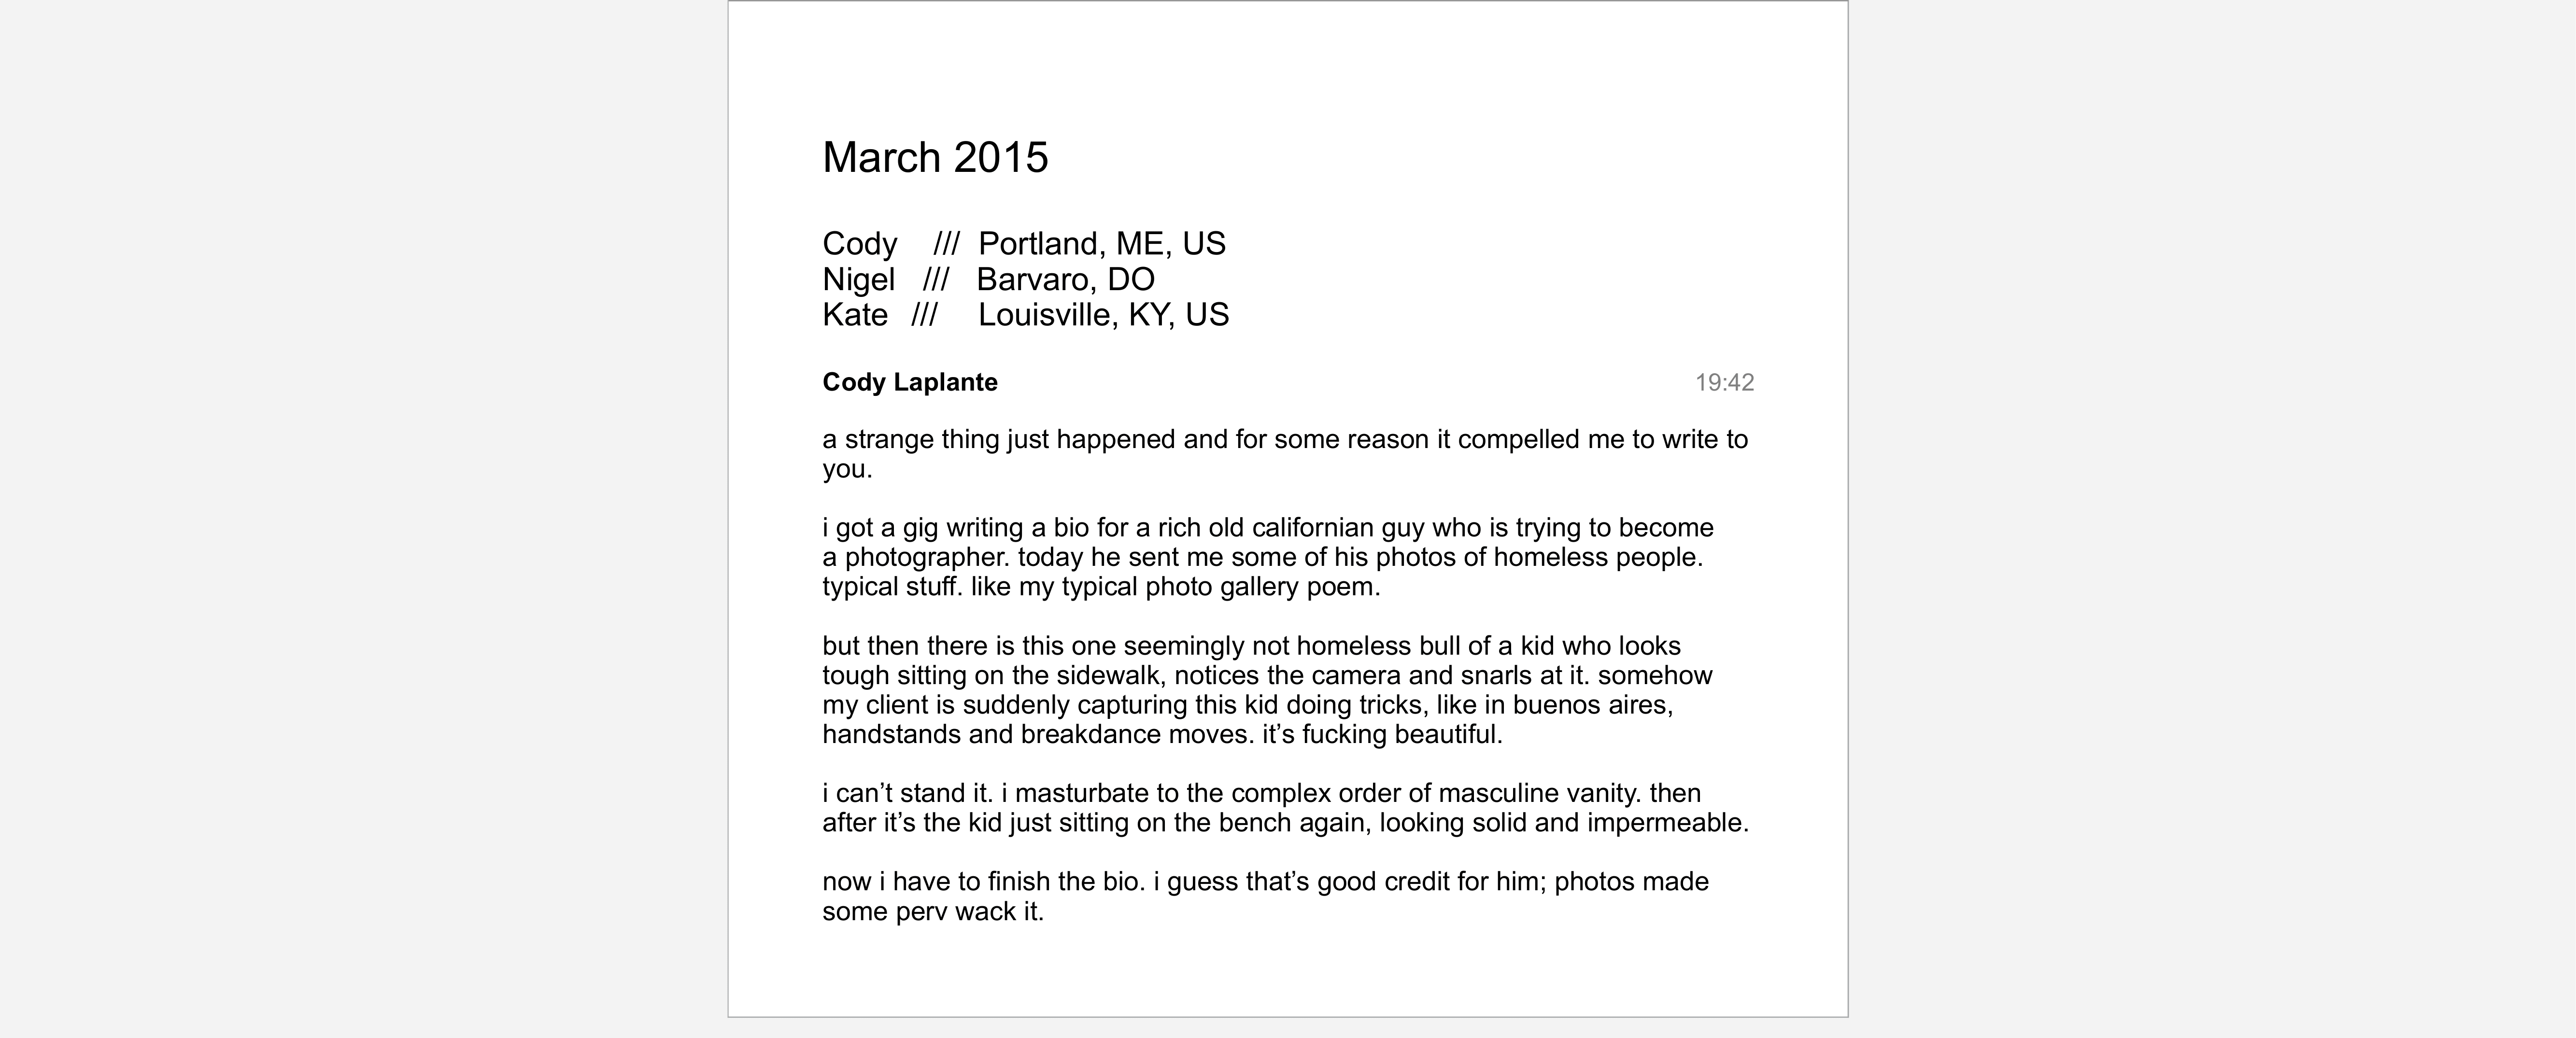 March 2015
Cody /// Portland, ME, US
Nigel /// Barvaro, DO
Kate /// Louisville, KY, US
Cody Laplante 19:42
a strange thing just happened and for some reason it compelled me to write to
you.
i got a gig writing a bio for a rich old californian guy who is trying to become
a photographer. today he sent me some of his photos of homeless people.
typical stuff. like my typical photo gallery poem.
but then there is this one seemingly not homeless bull of a kid who looks
tough sitting on the sidewalk, notices the camera and snarls at it. somehow
my client is suddenly capturing this kid doing tricks, like in buenos aires,
handstands and breakdance moves. it’s fucking beautiful.
i can’t stand it. i masturbate to the complex order of masculine vanity. then
after it’s the kid just sitting on the bench again, looking solid and impermeable.
now i have to finish the bio. i guess that’s good credit for him; photos made
some perv wack it.